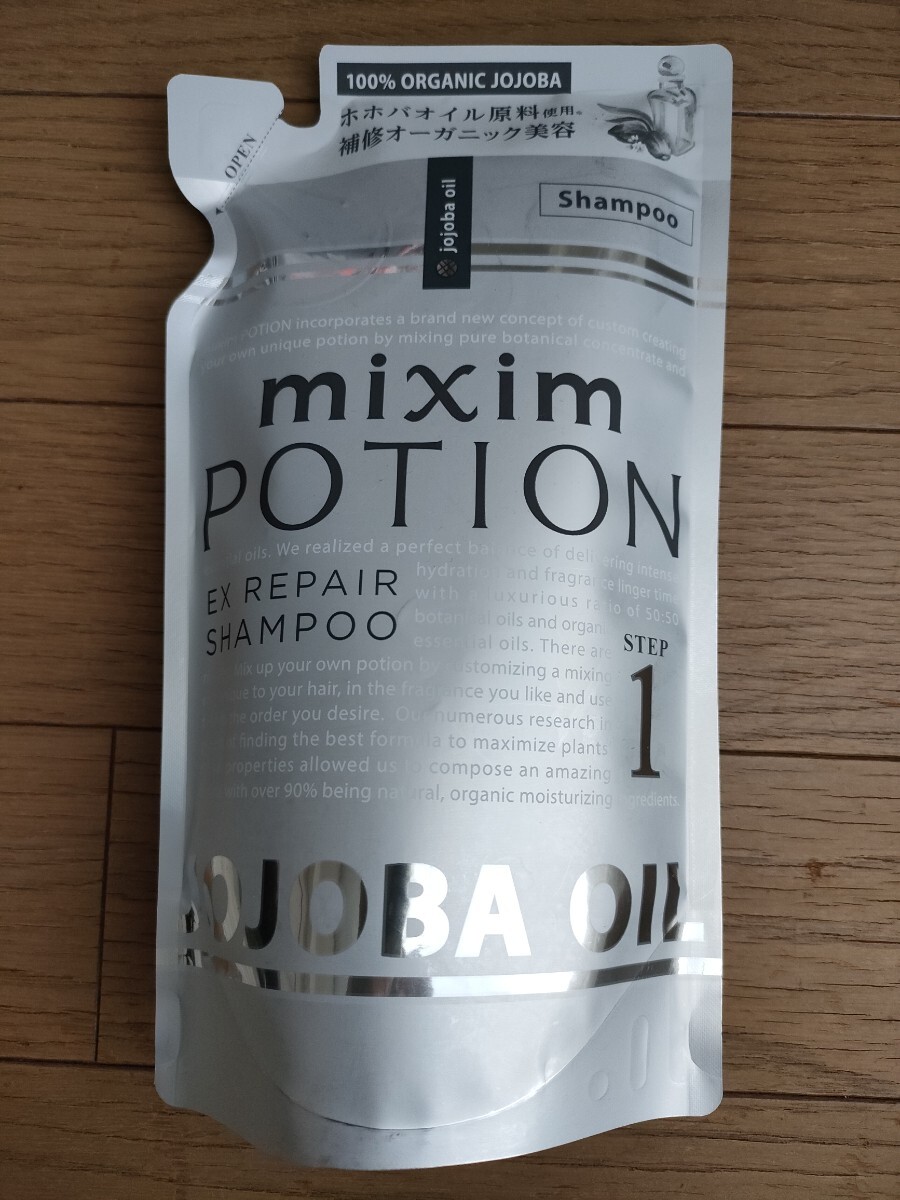 100% ORGANIC JOJOBA
ホホバオイル原料使用。
補修オーガニック美容
OPEN
jojoba oil
Shampoo
POTION incorporates a brand new concept of custom creating
your own unique potion by mixing pure botanical concentrate and
mixim
POTION
oils. We realized a perfect balance of delivering intense
hydration and fragrance linger time
with a luxurious ratio of 50:50
botanical oils and organic
essential oils. There are
EX REPAIR
SHAMPOO
STEP
1
Mix up your own potion by customizing a mixing
to your hair, in the fragrance you like and use
the order you desire. Our numerous research in
finding the best formula to maximize plants
properties allowed us to compose an amazing
with over 90% being natural, organic moisturizing ingredients.
JOJOBA OIL